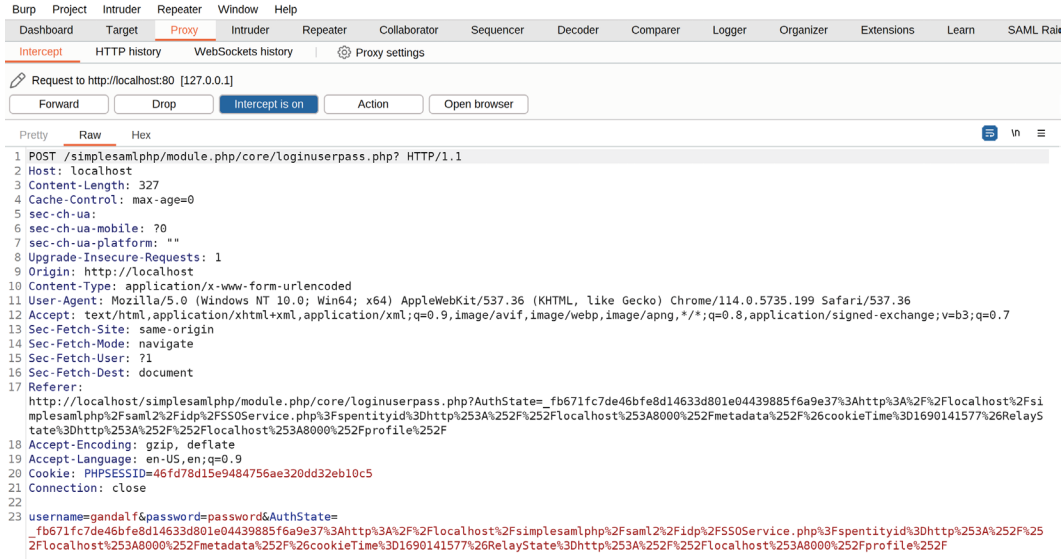 Burp Project Intruder Repeater Window Help
Dashboard Target Proxy Intruder Repeater Collaborator Sequencer Decoder Comparer Logger Organizer Extensions Learn SAML Raid
Intercept HTTP history WebSockets history Proxy settings
Request to http://localhost:80 [127.0.0.1]
Forward Drop Intercept is on Action Open browser
Pretty Raw Hex \n
1 POST /simplesamlphp/module.php/core/loginuserpass.php? HTTP/1.1
2 Host: localhost
3 Content-Length: 327
4 Cache-Control: max-age=0
5 sec-ch-ua:
6 sec-ch-ua-mobile: ?0
7 sec-ch-ua-platform: ""
8 Upgrade-Insecure-Requests: 1
9 Origin: http://localhost
10 Content-Type: application/x-www-form-urlencoded
11 User-Agent: Mozilla/5.0 (Windows NT 10.0; Win64; x64) AppleWebKit/537.36 (KHTML, like Gecko) Chrome/114.0.5735.199 Safari/537.36
12 Accept: text/html,application/xhtml+xml,application/xml;q=0.9,image/avif,image/webp,image/apng,*/*;q=0.8,application/signed-exchange;v=b3;q=0.7
13 Sec-Fetch-Site: same-origin
14 Sec-Fetch-Mode: navigate
15 Sec-Fetch-User: ?1
16 Sec-Fetch-Dest: document
17 Referer:
http://localhost/simplesamlphp/module.php/core/loginuserpass.php?AuthState=_fb671fc7de46bfe8d14633d801e04439885f6a9e37%3Ahttp%3A%2F%2Flocalhost%2Fsi
mplesamlphp%2Fsaml2%2Fidp%2FSSOService.php%3Fspentityid%3Dhttp%253A%252F%252Flocalhost%253A8000%252Fmetadata%252F%26cookieTime%3D1690141577%26RelayS
tate%3Dhttp%253A%252F%252Flocalhost%253A8000%252Fprofile%252F
18 Accept-Encoding: gzip, deflate
19 Accept-Language: en-US,en;q=0.9
20 Cookie: PHPSESSID=46fd78d15e9484756ae320dd32eb10c5
21 Connection: close
22
23 username=gandalf&password=password&AuthState=
_fb671fc7de46bfe8d14633d801e04439885f6a9e37%3Ahttp%3A%2F%2Flocalhost%2Fsimplesamlphp%2Fsaml2%2Fidp%2FSSOService.php%3Fspentityid%3Dhttp%253A%252F%25
2Flocalhost%253A8000%252Fmetadata%252F%26cookieTime%3D1690141577%26RelayState%3Dhttp%253A%252F%252Flocalhost%253A8000%252Fprofile%252F